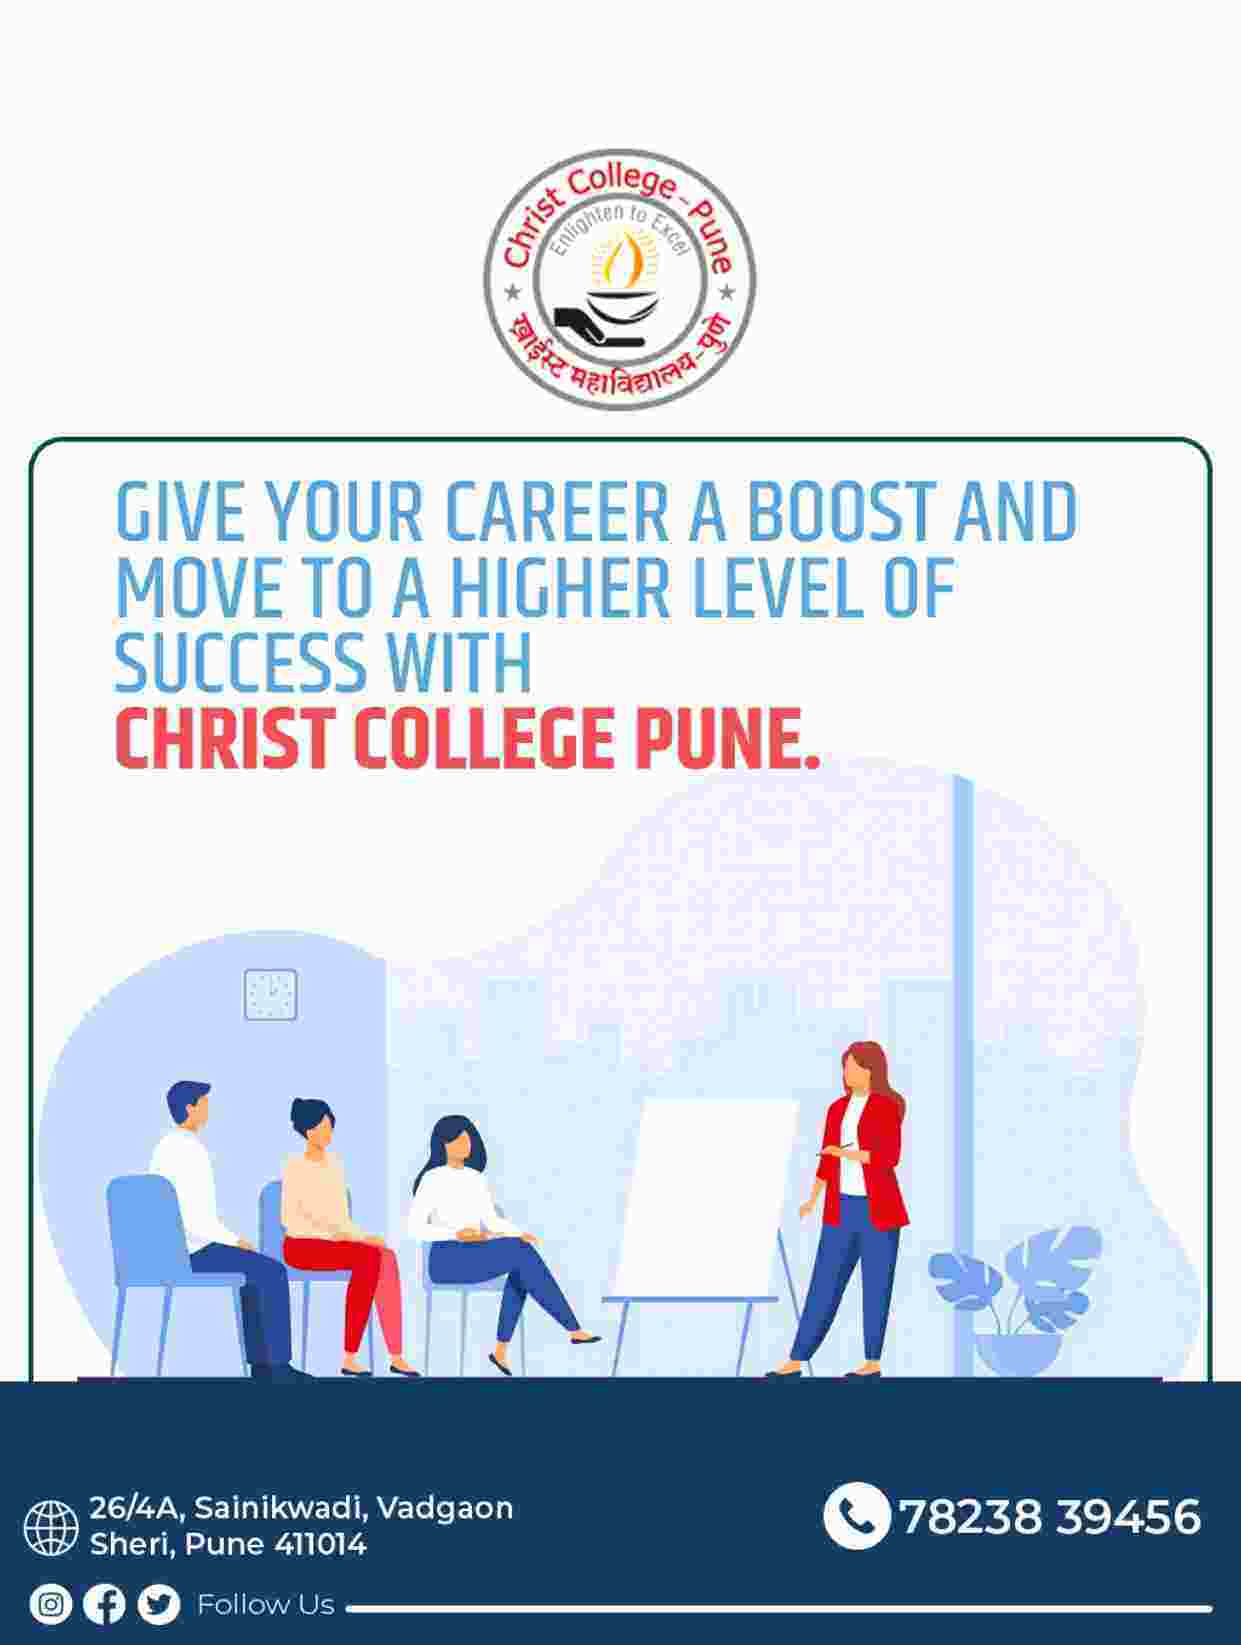 Christ College - Pune
Enlighten to Excel
ख्राईस्ट महाविद्यालय - पुणे
GIVE YOUR CAREER A BOOST AND
MOVE TO A HIGHER LEVEL OF
SUCCESS WITH
CHRIST COLLEGE PUNE.
26/4A, Sainikwadi, Vadgaon
Sheri, Pune 411014
78238 39456
Follow Us